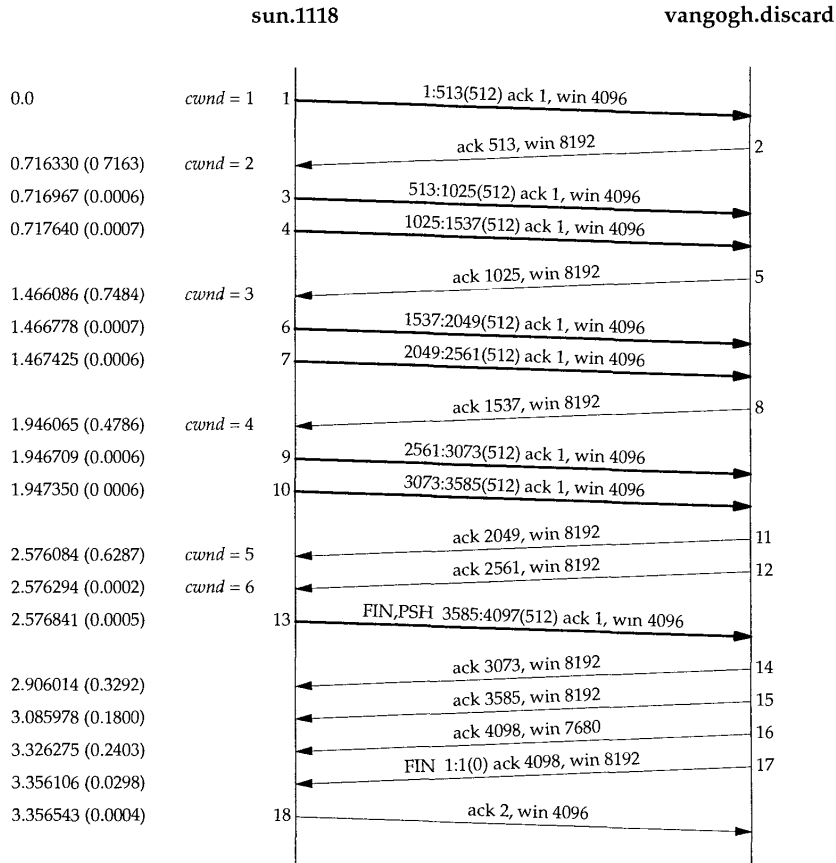 sun.1118 vangogh.discard
0.0 cwnd = 1 1 1:513(512) ack 1, win 4096
ack 513, win 8192 2
0.716330 (0 7163) cwnd = 2
0.716967 (0.0006) 3 513:1025(512) ack 1, win 4096
0.717640 (0.0007) 4 1025:1537(512) ack 1, win 4096
ack 1025, win 8192 5
1.466086 (0.7484) cwnd = 3
1.466778 (0.0007) 6 1537:2049(512) ack 1, win 4096
1.467425 (0.0006) 7 2049:2561(512) ack 1, win 4096
ack 1537, win 8192 8
1.946065 (0.4786) cwnd = 4
1.946709 (0.0006) 9 2561:3073(512) ack 1, win 4096
1.947350 (0 0006) 10 3073:3585(512) ack 1, win 4096
ack 2049, win 8192 11
2.576084 (0.6287) cwnd = 5
ack 2561, win 8192 12
2.576294 (0.0002) cwnd = 6
2.576841 (0.0005) 13 FIN,PSH 3585:4097(512) ack 1, win 4096
ack 3073, win 8192 14
2.906014 (0.3292)
ack 3585, win 8192 15
3.085978 (0.1800)
ack 4098, win 7680 16
3.326275 (0.2403)
FIN 1:1(0) ack 4098, win 8192 17
3.356106 (0.0298)
3.356543 (0.0004) 18 ack 2, win 4096